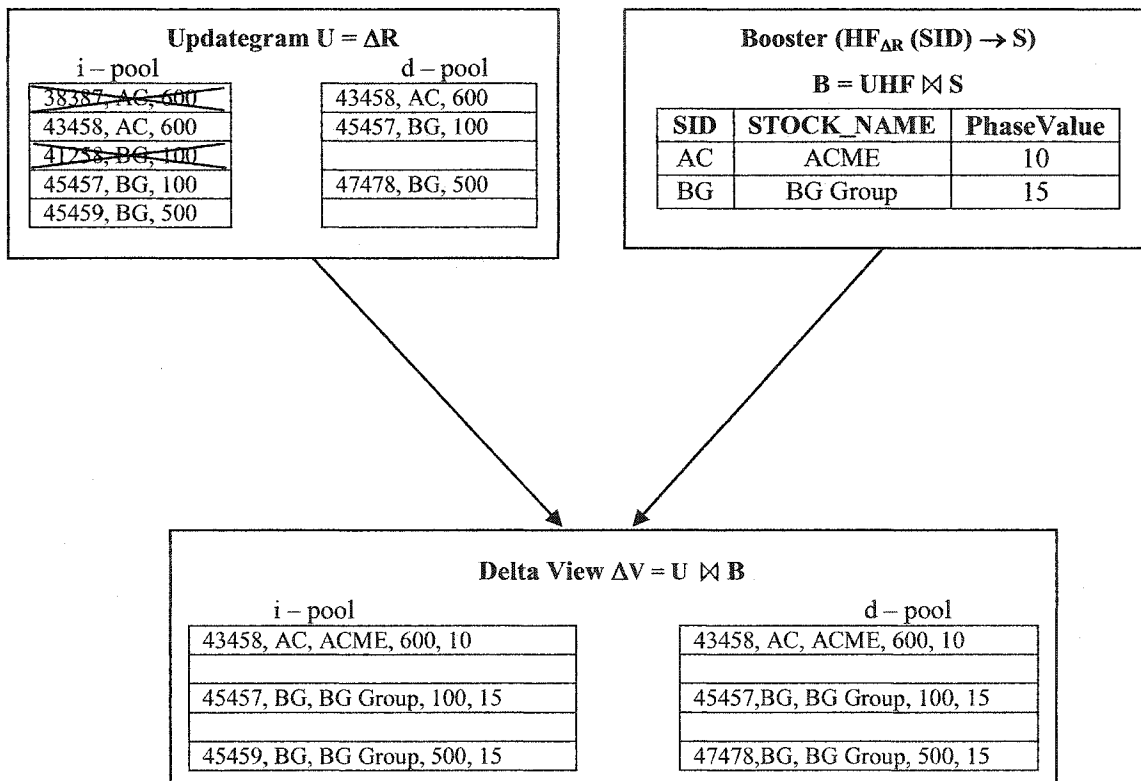 Updategram U = ΔR
i – pool
d – pool
38387, AC, 600
43458, AC, 600
41258, BG, 100
45457, BG, 100
45459, BG, 500
43458, AC, 600
45457, BG, 100
47478, BG, 500
Booster (HFΔR (SID) → S)
B = UHF ⋈ S
SID STOCK_NAME PhaseValue
AC ACME 10
BG BG Group 15
Delta View ΔV = U ⋈ B
i – pool
d – pool
43458, AC, ACME, 600, 10
45457, BG, BG Group, 100, 15
45459, BG, BG Group, 500, 15
43458, AC, ACME, 600, 10
45457,BG, BG Group, 100, 15
47478,BG, BG Group, 500, 15